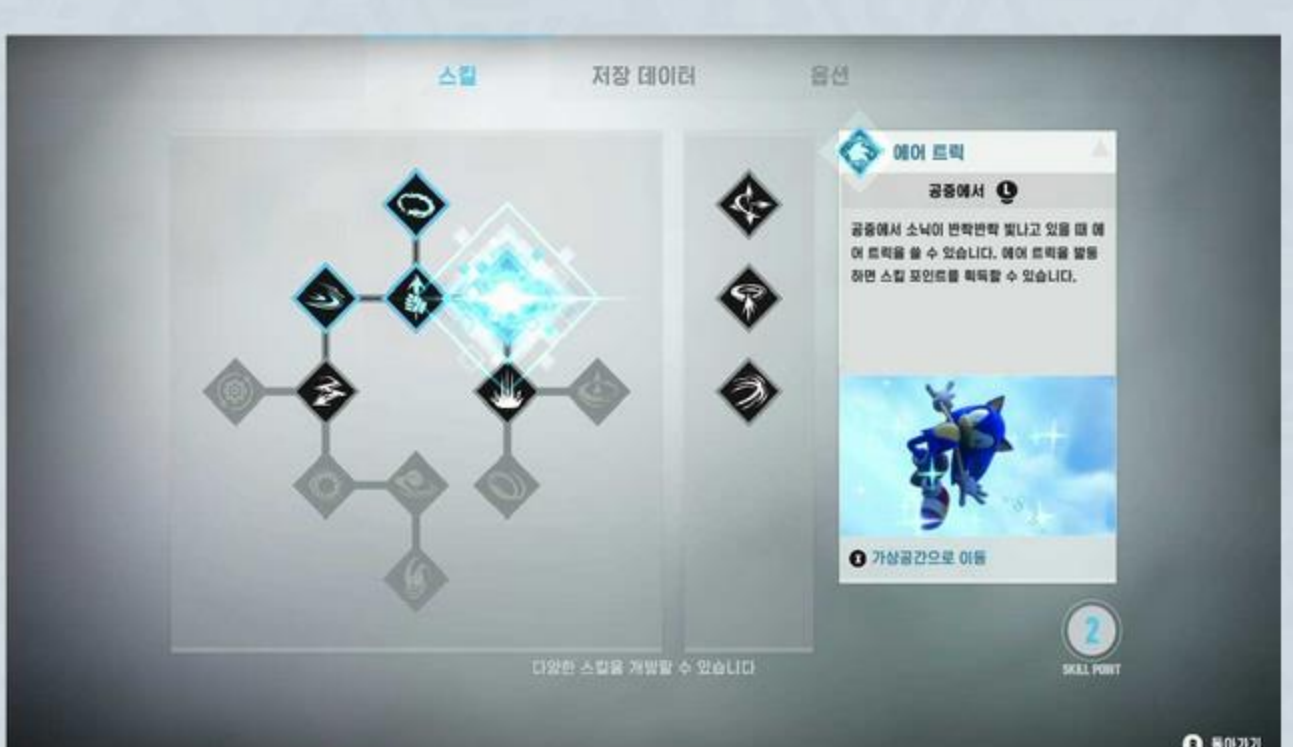 스킬
저장 데이터
옵션
에어 트릭
공중에서 L
공중에서 소닉이 반짝반짝 빛나고 있을 때 에
어 트릭을 쓸 수 있습니다. 에어 트릭을 발동
하면 스킬 포인트를 획득할 수 있습니다.
X 가상공간으로 이동
2
SKILL POINT
다양한 스킬을 개방할 수 있습니다
B 돌아가기